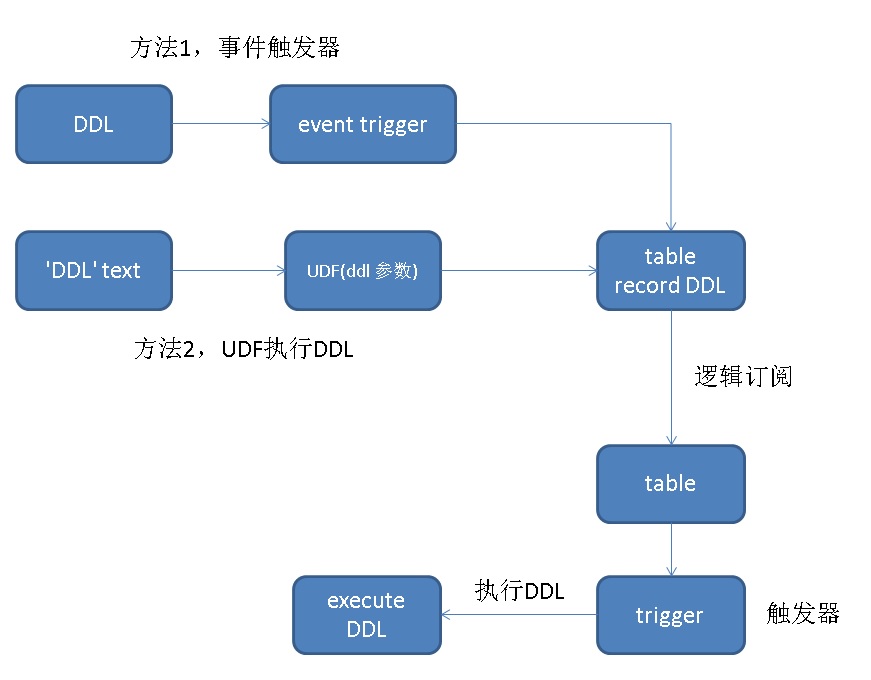 方法1，事件触发器
DDL
event trigger
'DDL' text
UDF(ddl 参数)
table
record DDL
方法2，UDF执行DDL
逻辑订阅
table
execute
DDL
执行DDL
trigger
触发器